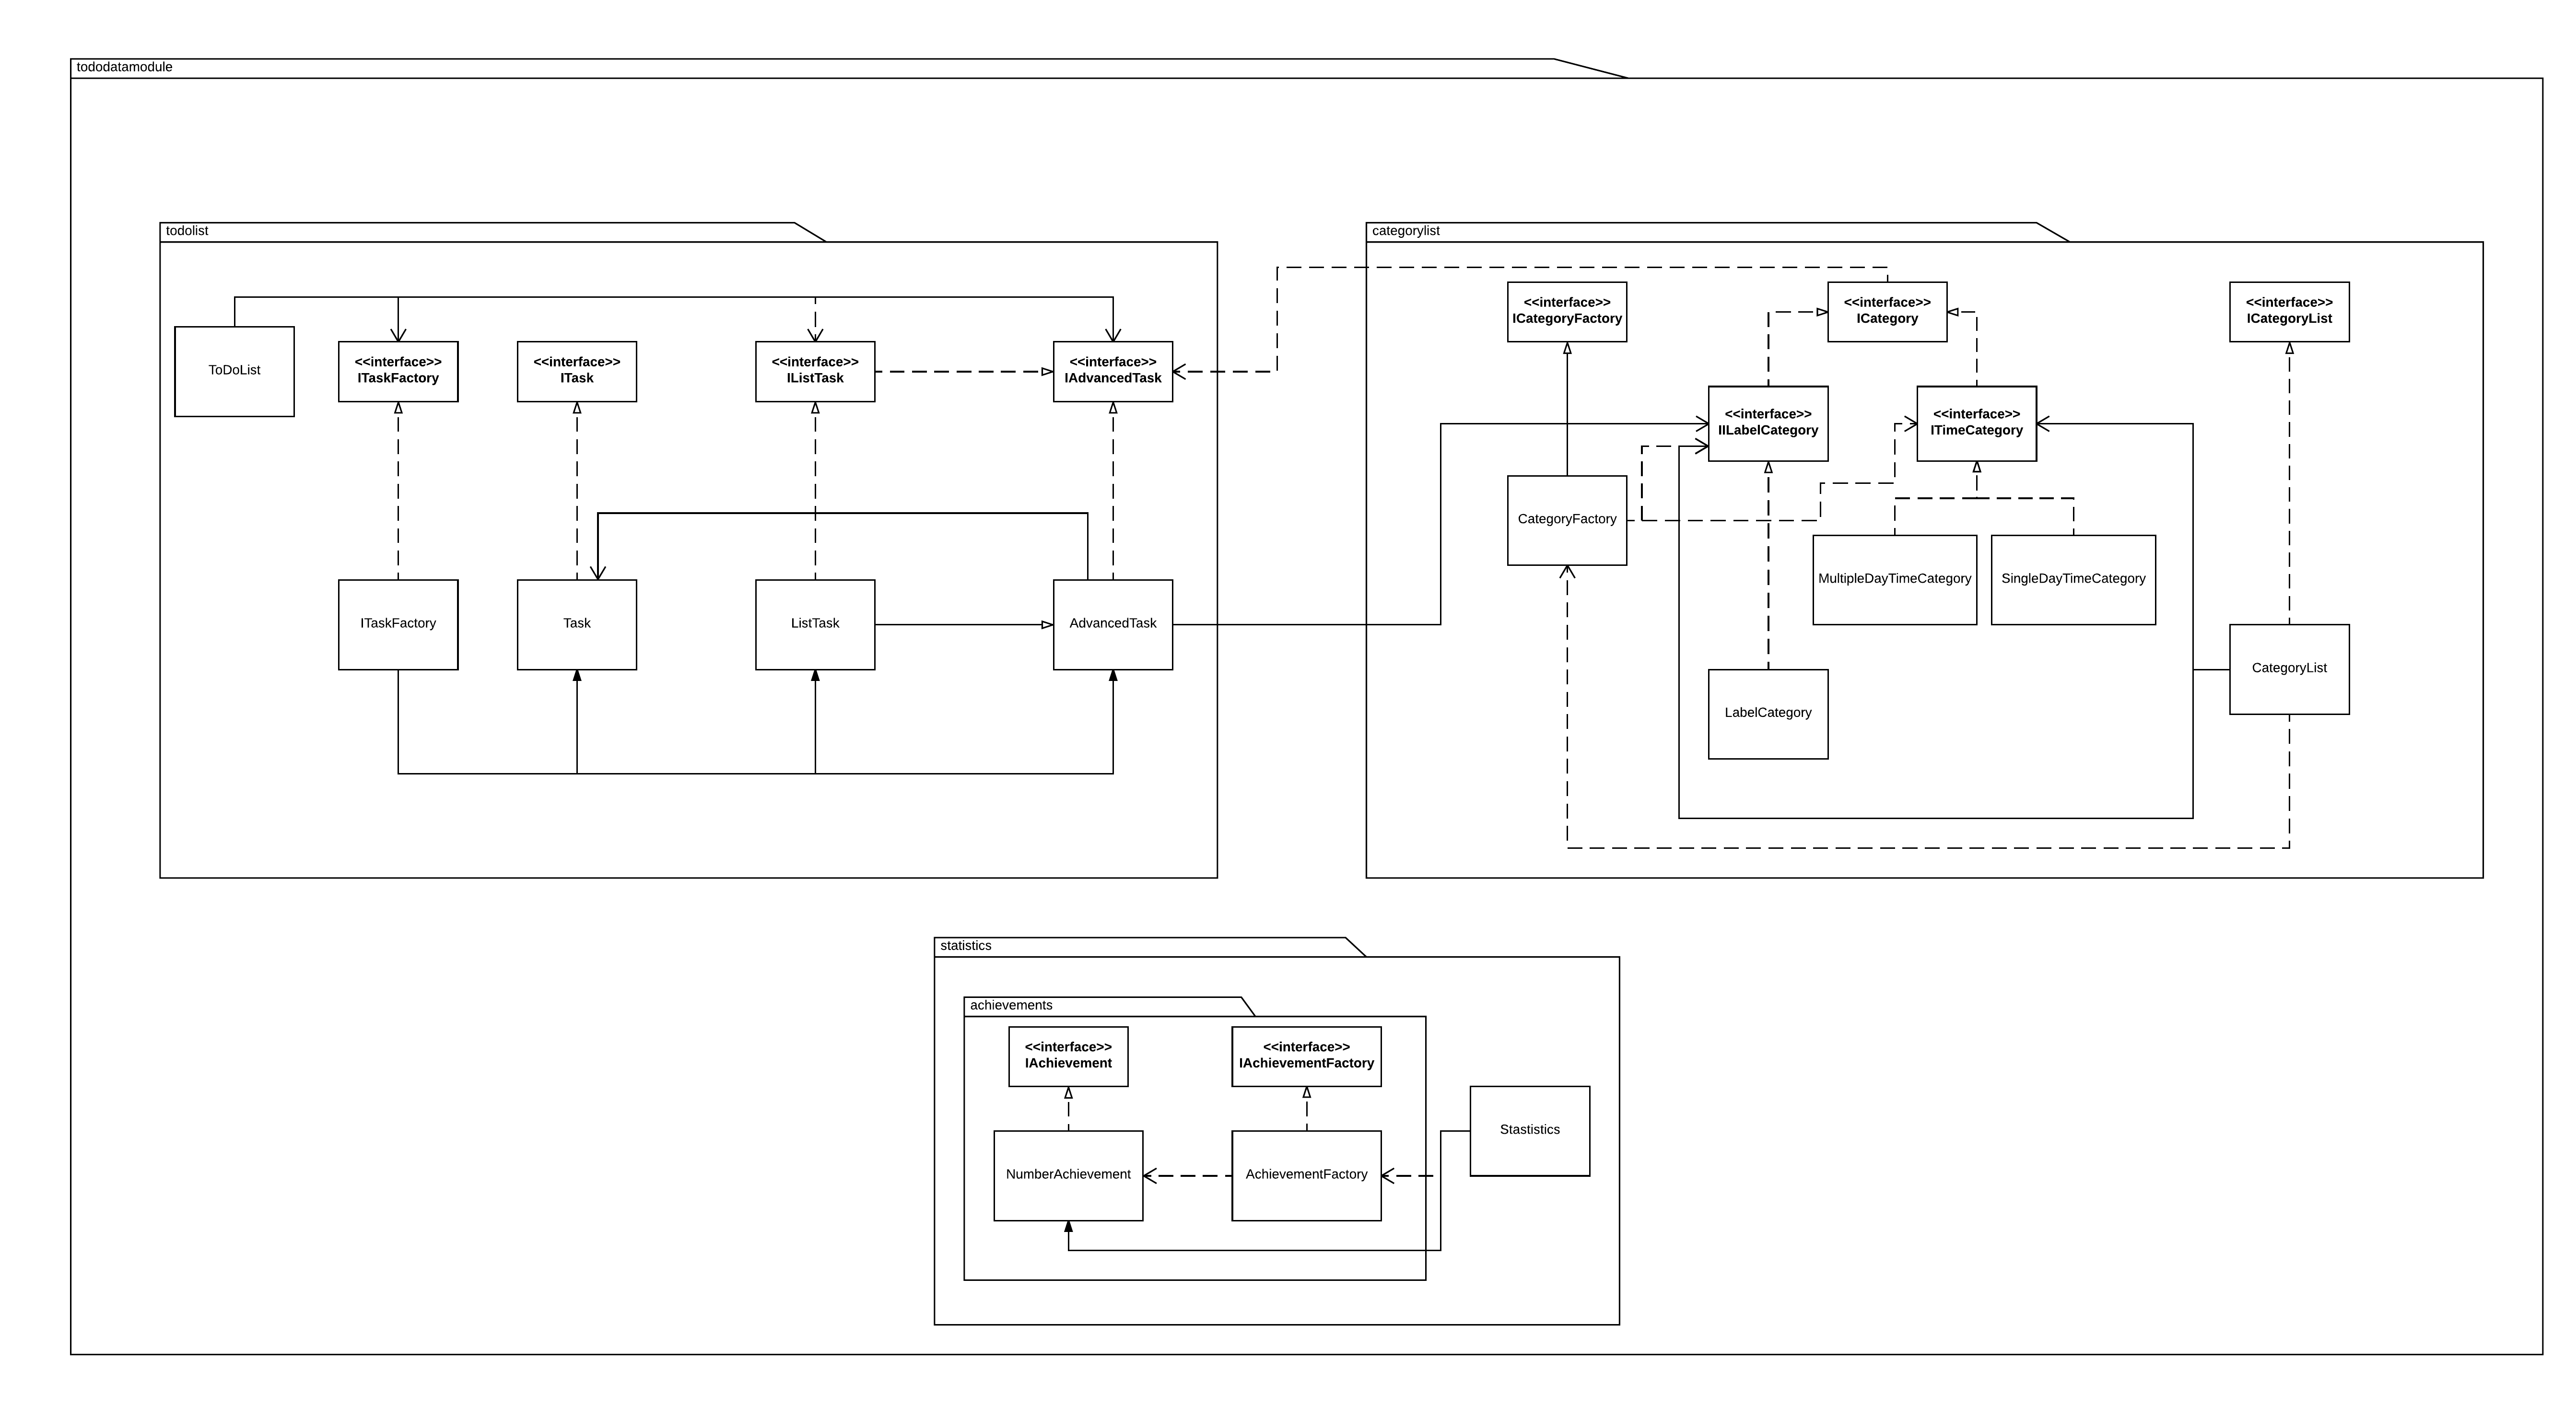 tododatamodule
todolist
ToDoList
<<interface>>
ITaskFactory
<<interface>>
ITask
<<interface>>
IListTask
<<interface>>
IAdvancedTask
ITaskFactory
Task
ListTask
AdvancedTask
categorylist
<<interface>>
ICategoryFactory
<<interface>>
ICategory
<<interface>>
ICategoryList
<<interface>>
IILabelCategory
<<interface>>
ITimeCategory
CategoryFactory
MultipleDayTimeCategory
SingleDayTimeCategory
CategoryList
LabelCategory
statistics
achievements
<<interface>>
IAchievement
<<interface>>
IAchievementFactory
Stastistics
NumberAchievement
AchievementFactory